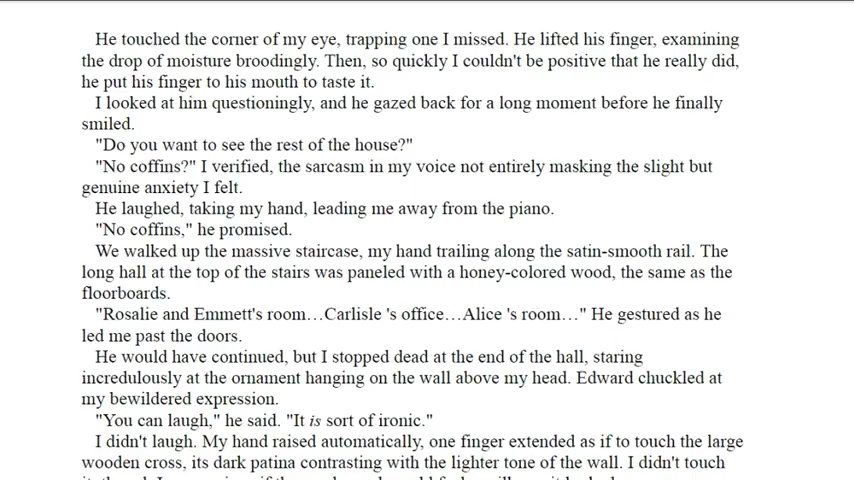 He touched the corner of my eye, trapping one I missed. He lifted his finger, examining
the drop of moisture broodingly. Then, so quickly I couldn't be positive that he really did,
he put his finger to his mouth to taste it.
I looked at him questioningly, and he gazed back for a long moment before he finally
smiled.
"Do you want to see the rest of the house?"
"No coffins?" I verified, the sarcasm in my voice not entirely masking the slight but
genuine anxiety I felt.
He laughed, taking my hand, leading me away from the piano.
"No coffins," he promised.
We walked up the massive staircase, my hand trailing along the satin-smooth rail. The
long hall at the top of the stairs was paneled with a honey-colored wood, the same as the
floorboards.
"Rosalie and Emmett's room…Carlisle 's office…Alice 's room…" He gestured as he
led me past the doors.
He would have continued, but I stopped dead at the end of the hall, staring
incredulously at the ornament hanging on the wall above my head. Edward chuckled at
my bewildered expression.
"You can laugh," he said. "It is sort of ironic."
I didn't laugh. My hand raised automatically, one finger extended as if to touch the large
wooden cross, its dark patina contrasting with the lighter tone of the wall. I didn't touch